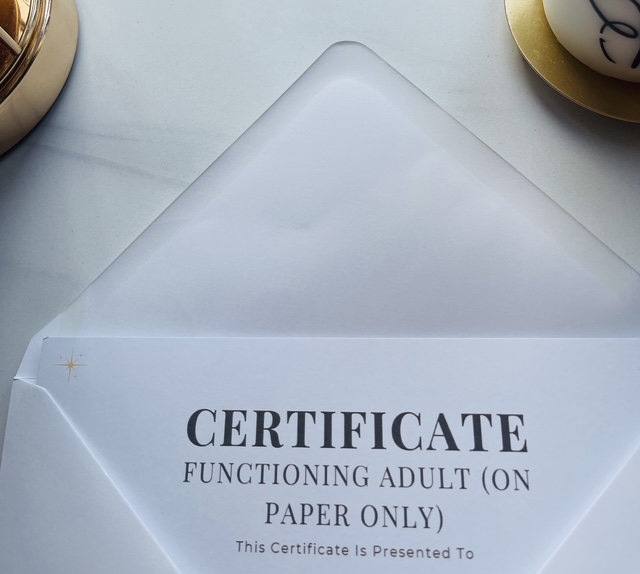 CERTIFICATE
FUNCTIONING ADULT (ON
PAPER ONLY)
This Certificate Is Presented To